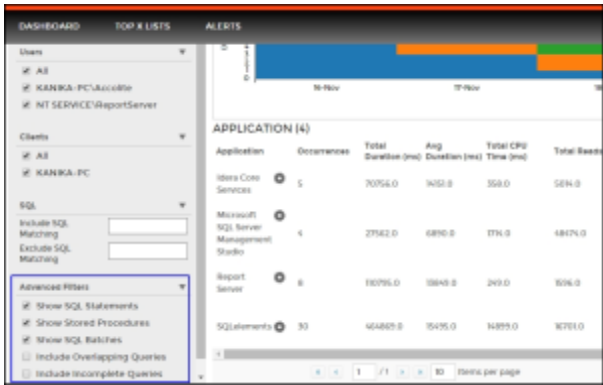 DASHBOARD TOP X LISTS ALERTS
Users
All
KANIKA-PC\Accolite
NT SERVICE\ReportServer
Clients
All
KANIKA-PC
SQL
Include SQL
Matching
Exclude SQL
Matching
Advanced Filters
Show SQL Statements
Show Stored Procedures
Show SQL Batches
Include Overlapping Queries
Include Incomplete Queries
0
16-Nov 17-Nov 18
APPLICATION (4)
Application Occurrences Total Duration (ms) Avg Duration (ms) Total CPU Time (ms) Total Reads
Idera Core Services 5 70756.0 14151.0 358.0 5014.0
Microsoft SQL Server Management Studio 4 27562.0 6890.0 1714.0
Report Server 8 110795.0 13849.0 249.0 1596.0
SQLelements 30 464869.0 15495.0 14899.0 16701.0
1 / 1 10 items per page